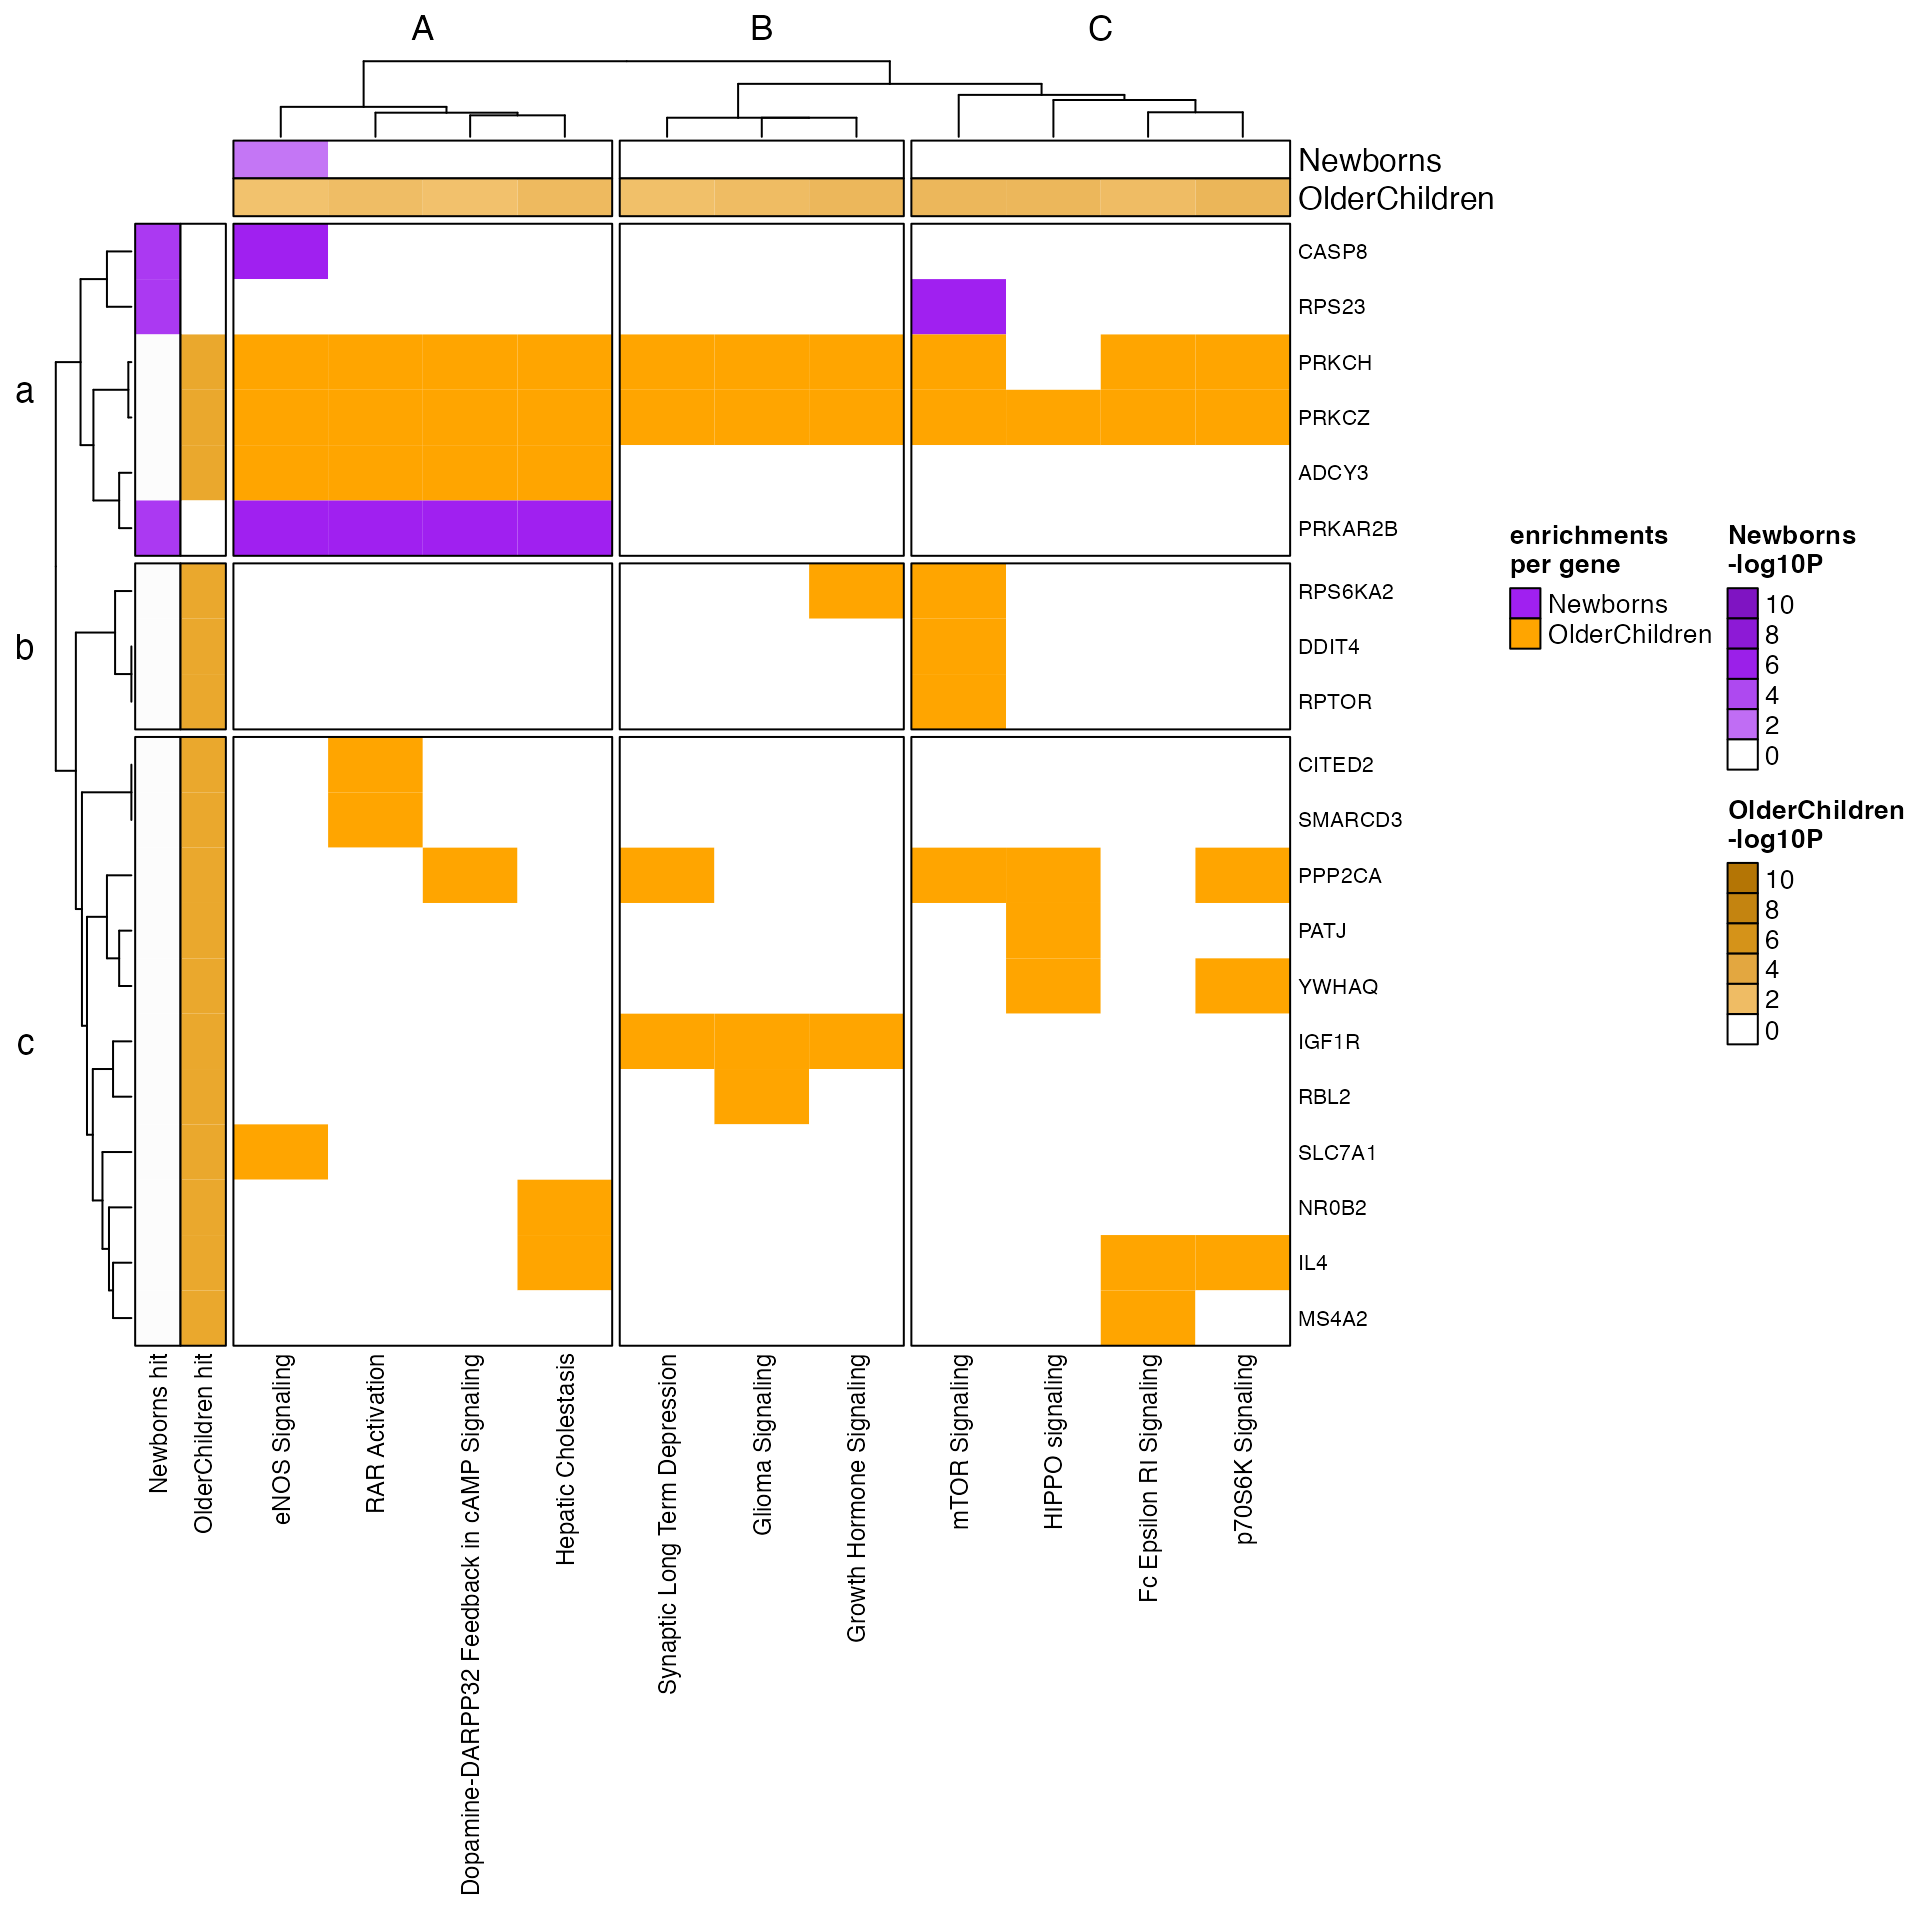 A
B
C
Newborns
OlderChildren
CASP8
RPS23
PRKCH
a
PRKCZ
ADCY3
PRKAR2B
RPS6KA2
b
DDIT4
RPTOR
CITED2
SMARCD3
PPP2CA
PATJ
YWHAQ
c
IGF1R
RBL2
SLC7A1
NR0B2
IL4
MS4A2
enrichments
per gene
Newborns
OlderChildren
Newborns
-log10P
10
8
6
4
2
0
OlderChildren
-log10P
10
8
6
4
2
0
Newborns hit
OlderChildren hit
eNOS Signaling
RAR Activation
Dopamine-DARPP32 Feedback in cAMP Signaling
Hepatic Cholestasis
Synaptic Long Term Depression
Glioma Signaling
Growth Hormone Signaling
mTOR Signaling
HIPPO signaling
Fc Epsilon RI Signaling
p70S6K Signaling